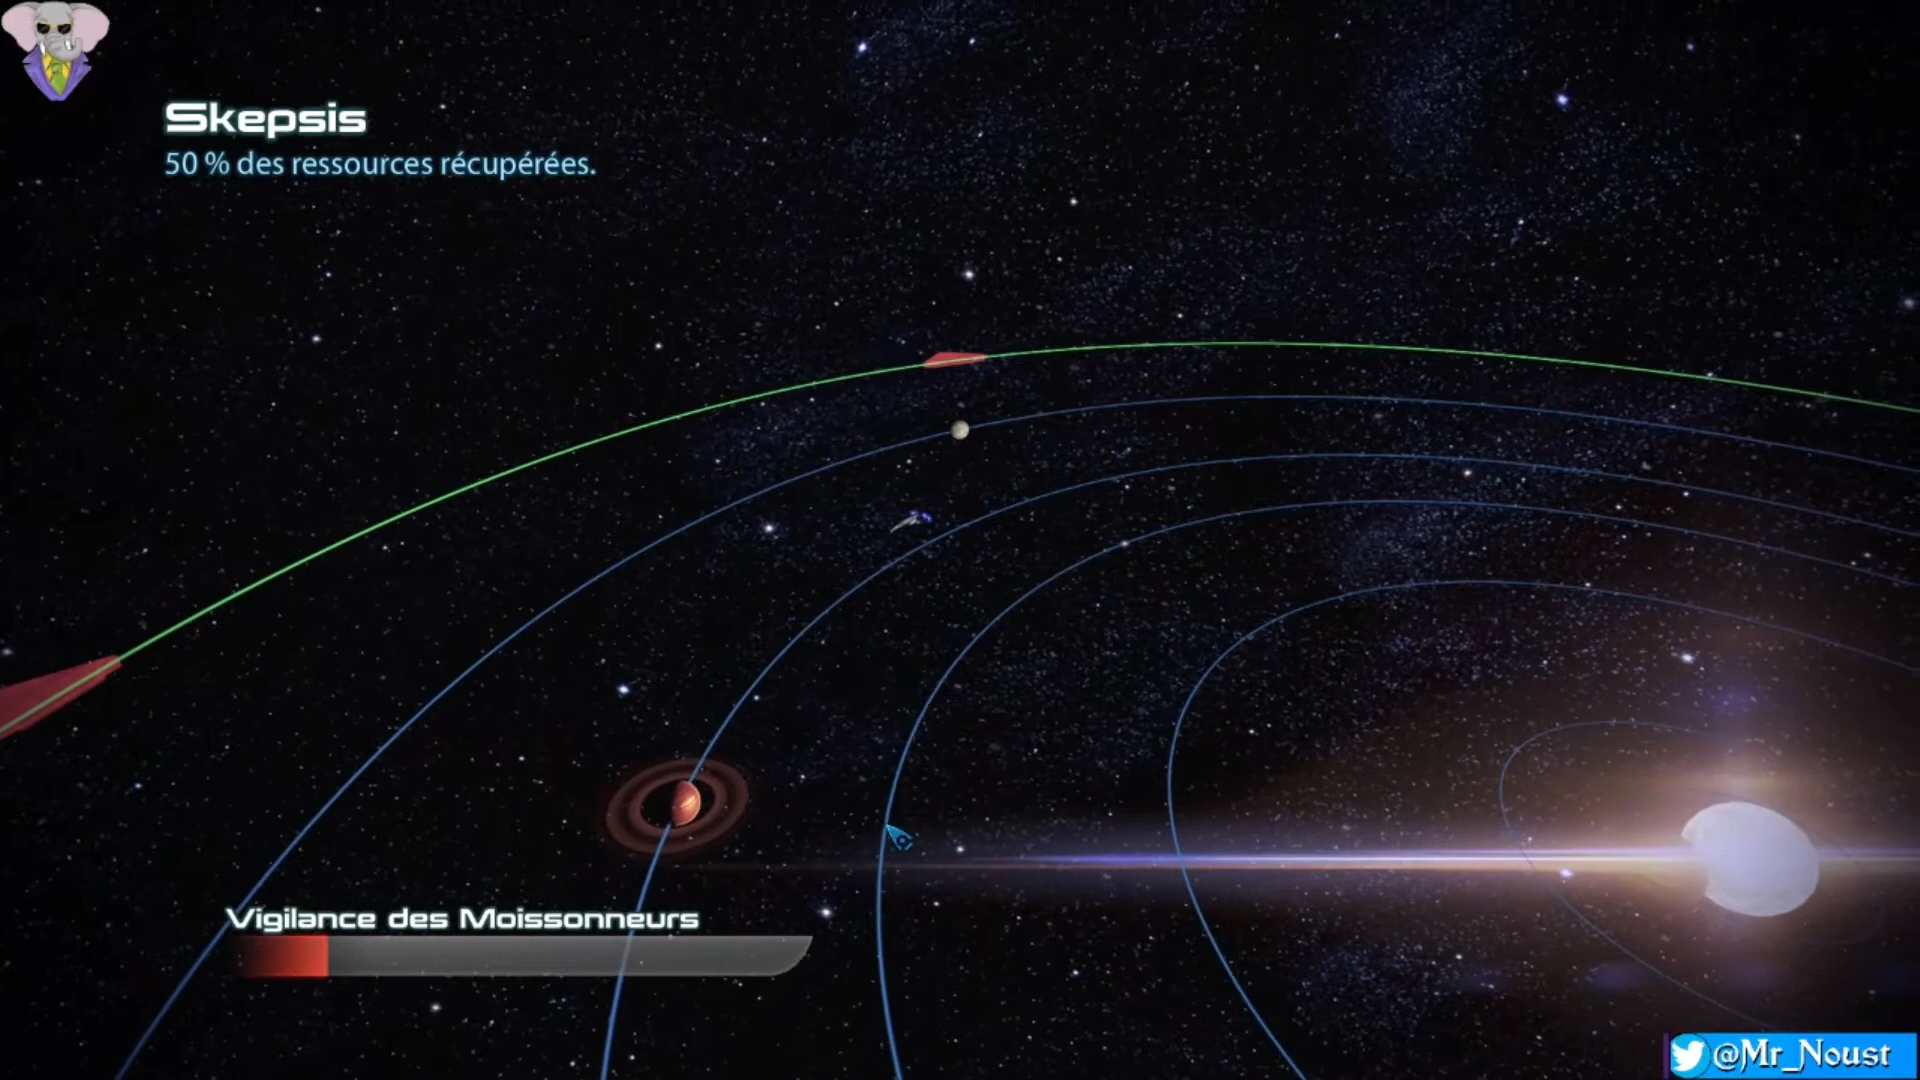 Skepsis
50 % des ressources récupérées.
Vigilance des Moissonneurs
@Mr_Noust